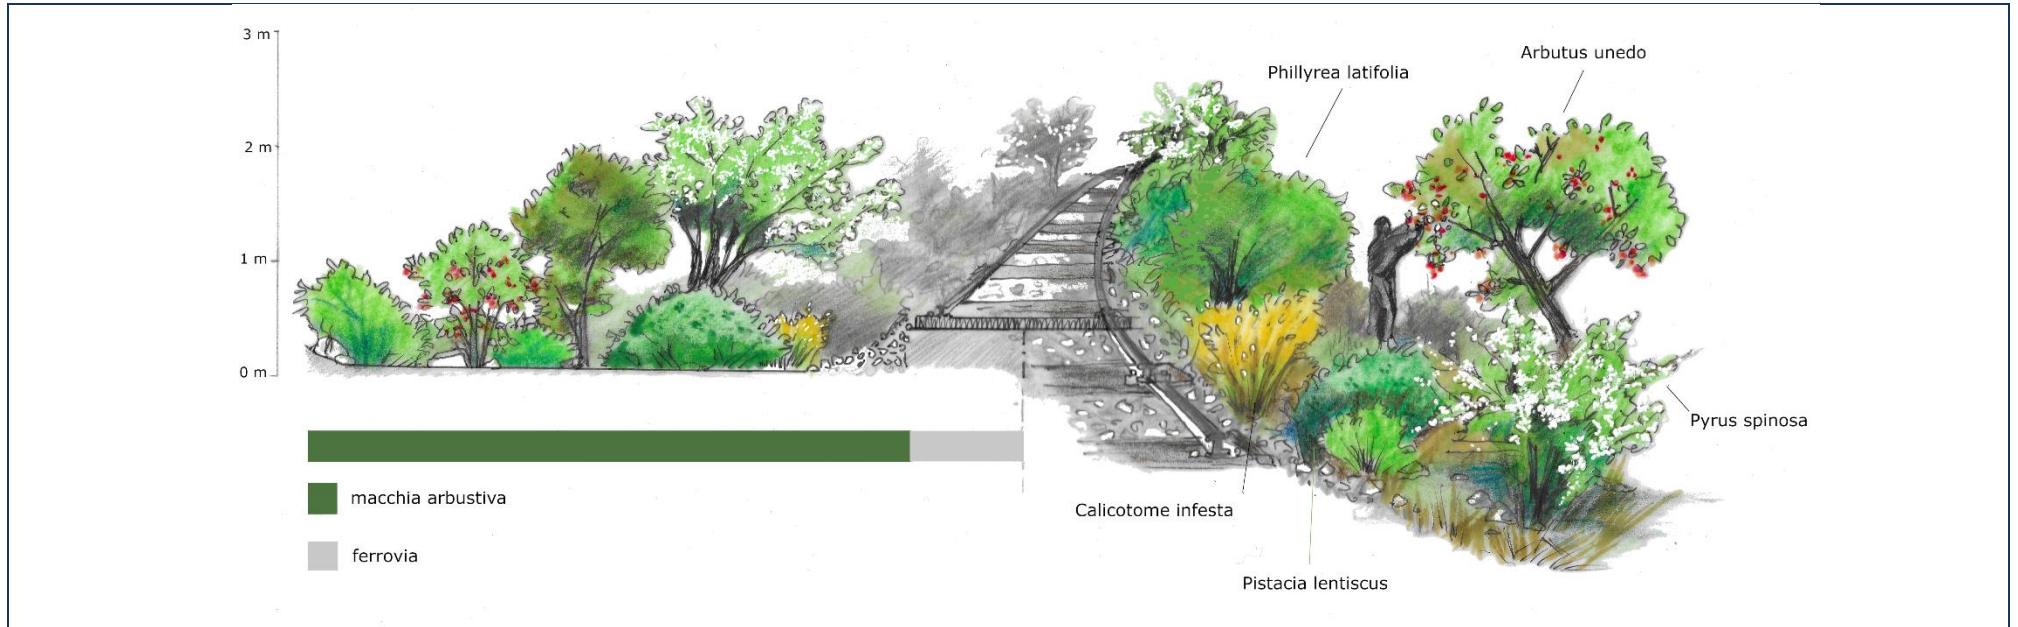 3 m
Arbutus unedo
Phillyrea latifolia
2 m
1 m
0 m
Pyrus spinosa
macchia arbustiva
Calicotome infesta
ferrovia
Pistacia lentiscus